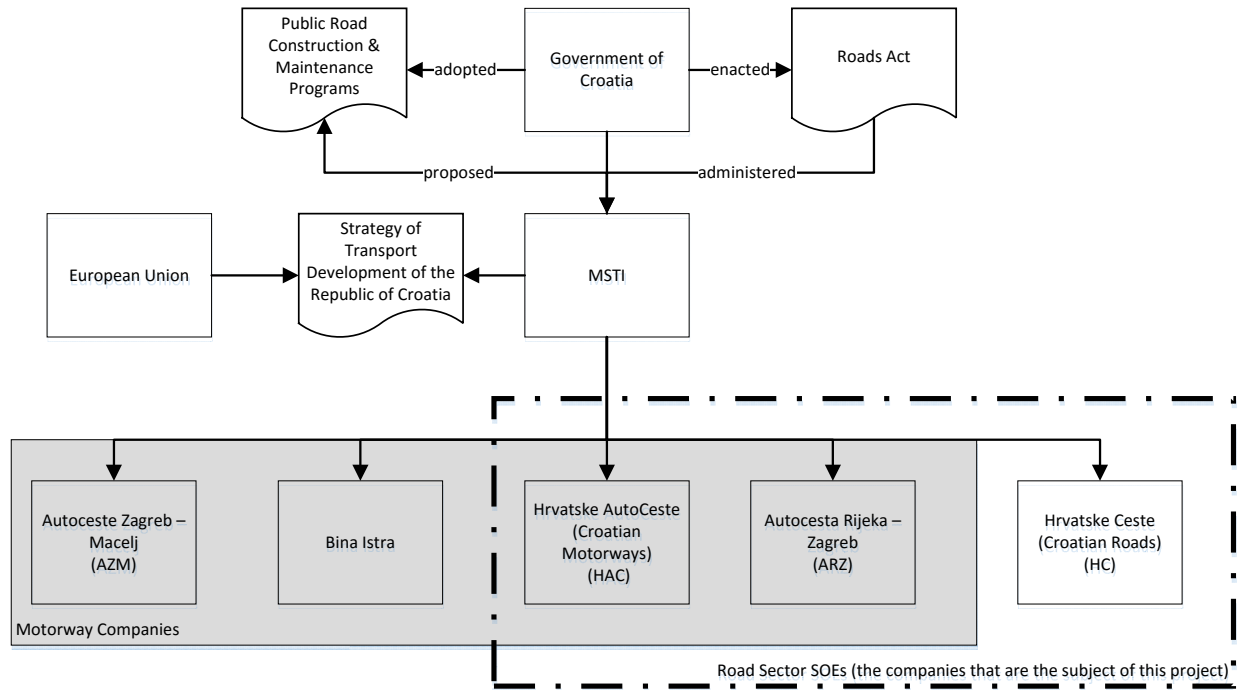 Public Road
Construction &
Maintenance
Programs
adopted
Government of
Croatia
enacted
Roads Act
proposed
administered
European Union
Strategy of
Transport
Development of the
Republic of Croatia
MSTI
Autoceste Zagreb –
Macelj
(AZM)
Bina Istra
Hrvatske AutoCeste
(Croatian
Motorways)
(HAC)
Autocesta Rijeka –
Zagreb
(ARZ)
Hrvatske Ceste
(Croatian Roads)
(HC)
Motorway Companies
Road Sector SOEs (the companies that are the subject of this project)